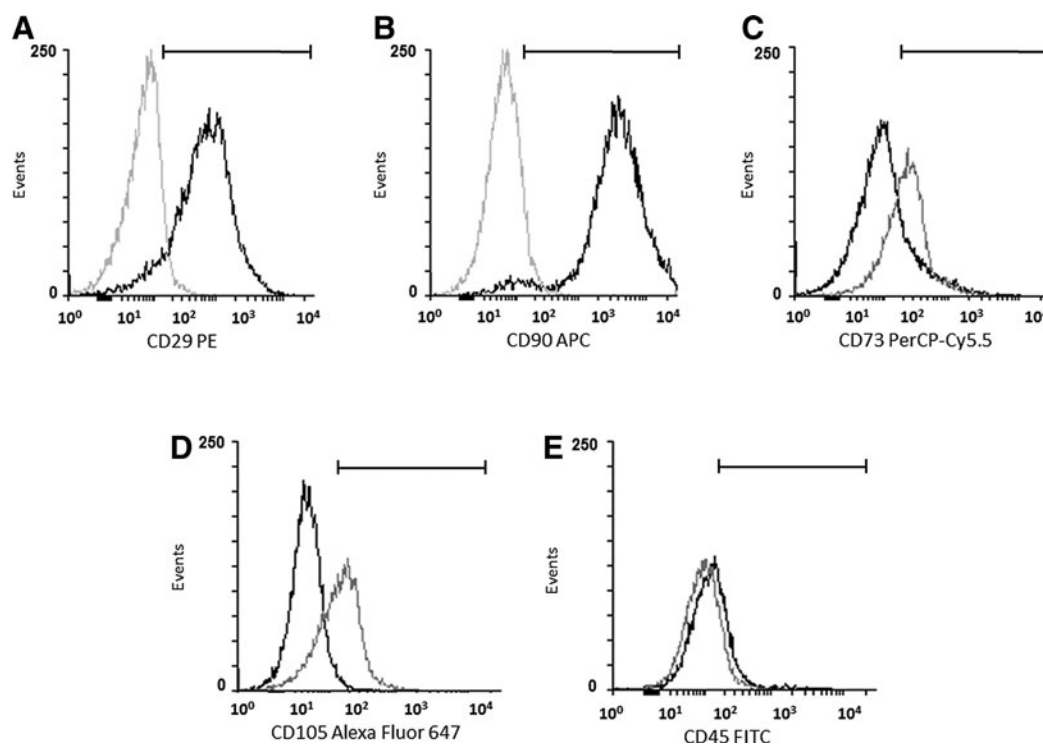 A
250
Events
0
10⁰ 10¹ 10² 10³ 10⁴
CD29 PE
B
250
Events
0
10⁰ 10¹ 10² 10³ 10⁴
CD90 APC
C
250
Events
0
10⁰ 10¹ 10² 10³ 10⁴
CD73 PerCP-Cy5.5
D
250
Events
0
10⁰ 10¹ 10² 10³ 10⁴
CD105 Alexa Fluor 647
E
250
Events
0
10⁰ 10¹ 10² 10³ 10⁴
CD45 FITC